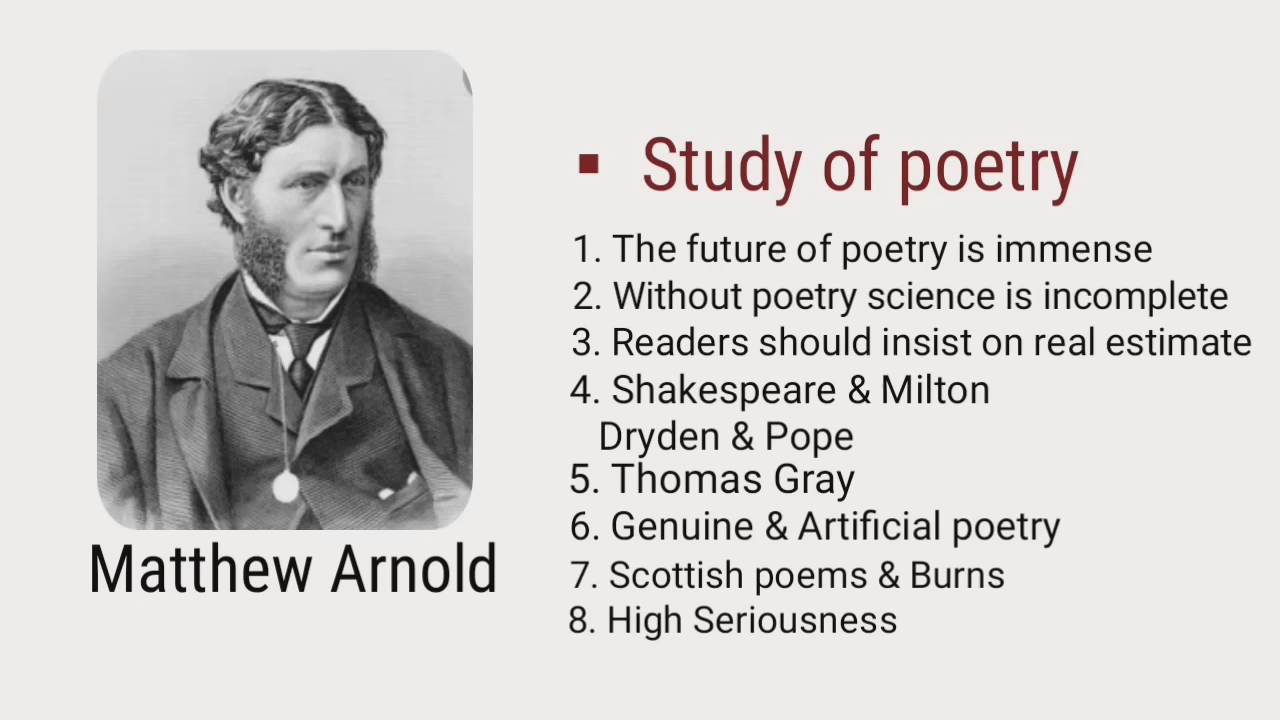 Matthew Arnold
▪ Study of poetry
1. The future of poetry is immense
2. Without poetry science is incomplete
3. Readers should insist on real estimate
4. Shakespeare & Milton
Dryden & Pope
5. Thomas Gray
6. Genuine & Artificial poetry
7. Scottish poems & Burns
8. High Seriousness